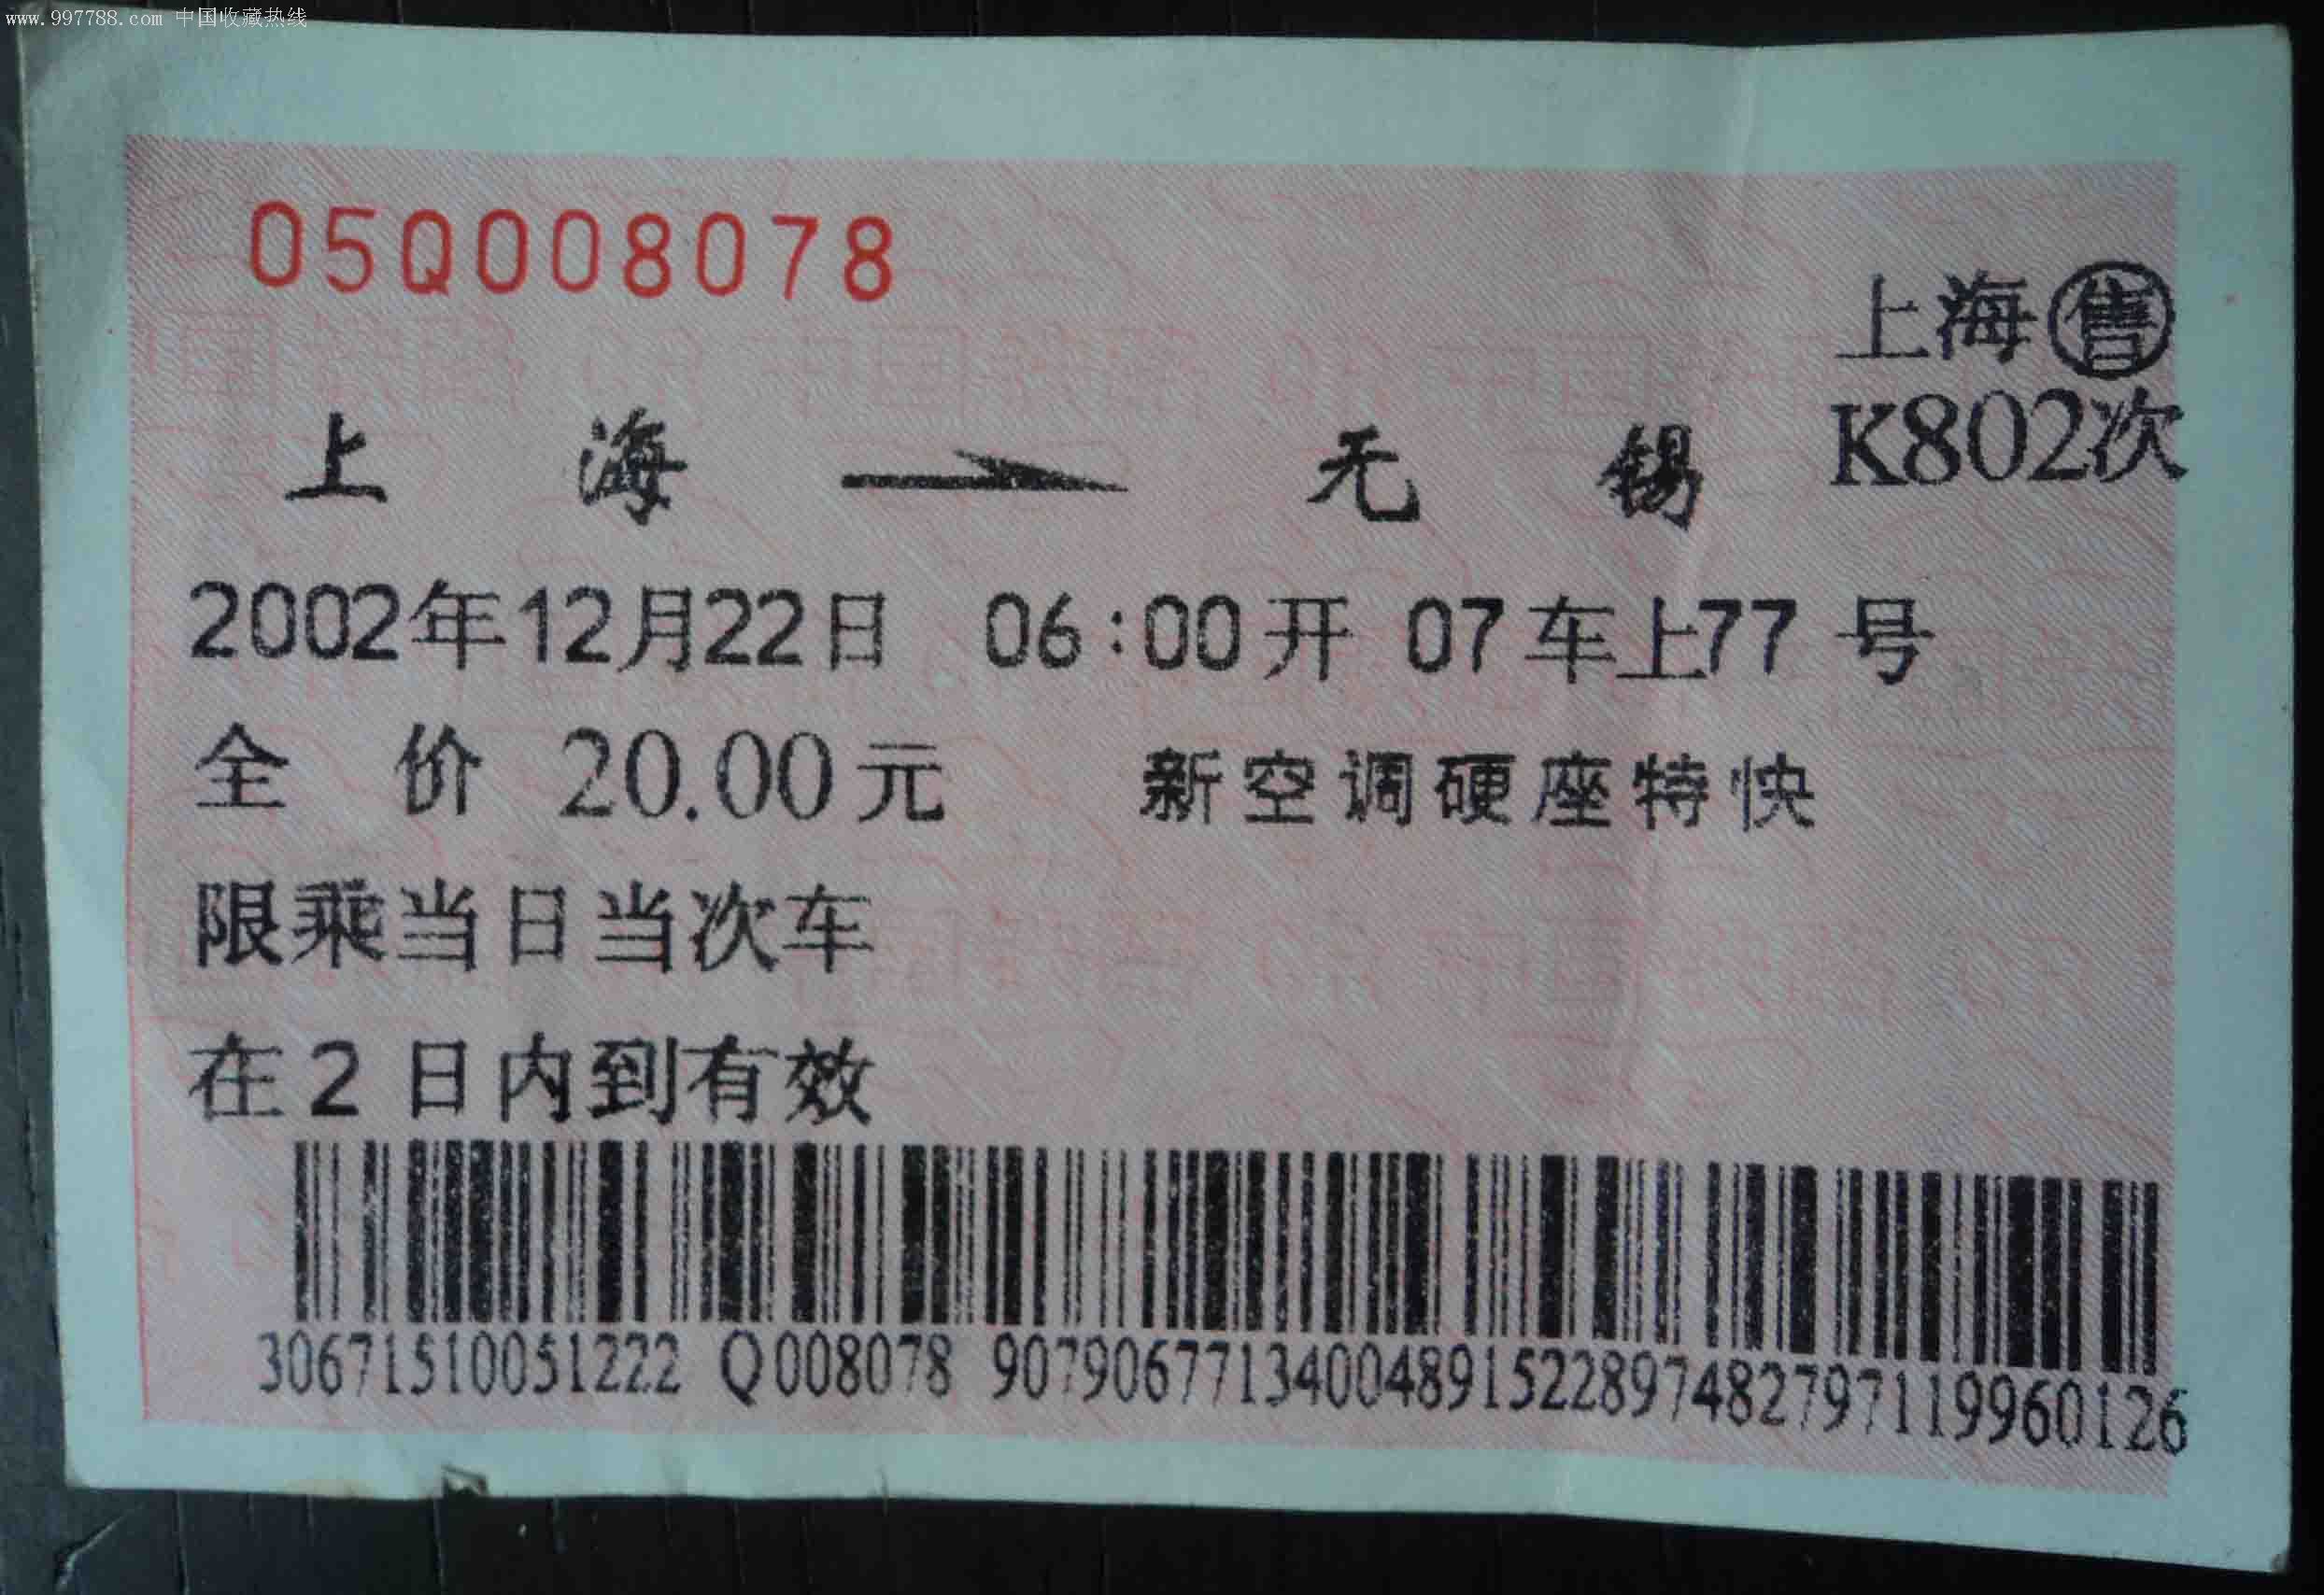 www.997788.com 中国收藏热线
05Q008078
上海售
K802次
上海 → 无锡
2002年12月22日 06:00开 07车上77号
全价 20.00元 新空调硬座特快
限乘当日当次车
在2日内到有效
30671510051222 Q008078 90790677134004891522897482797119960126